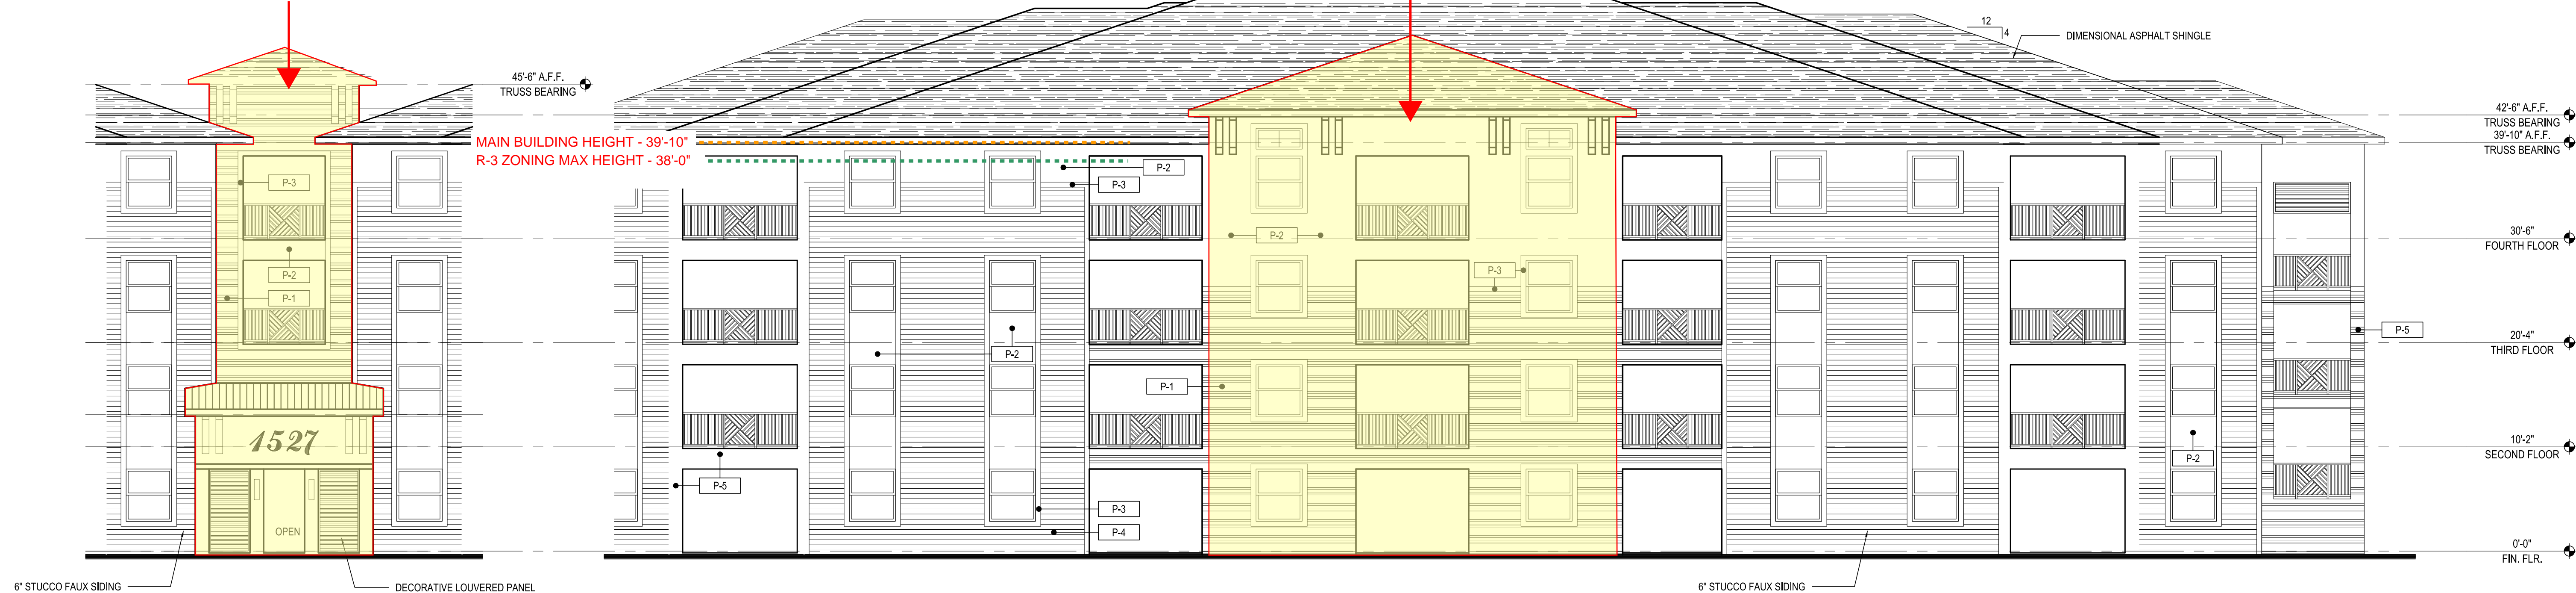 12
4
DIMENSIONAL ASPHALT SHINGLE
45'-6" A.F.F.
TRUSS BEARING
42'-6" A.F.F.
TRUSS BEARING
39'-10" A.F.F.
TRUSS BEARING
MAIN BUILDING HEIGHT - 39'-10"
R-3 ZONING MAX HEIGHT - 38'-0"
P-2
P-3
P-3
P-2
30'-6"
FOURTH FLOOR
P-2
P-3
P-1
P-5
20'-4"
THIRD FLOOR
P-2
P-1
1527
10'-2"
SECOND FLOOR
P-2
P-5
P-3
OPEN
P-4
0'-0"
FIN. FLR.
6" STUCCO FAUX SIDING
DECORATIVE LOUVERED PANEL
6" STUCCO FAUX SIDING